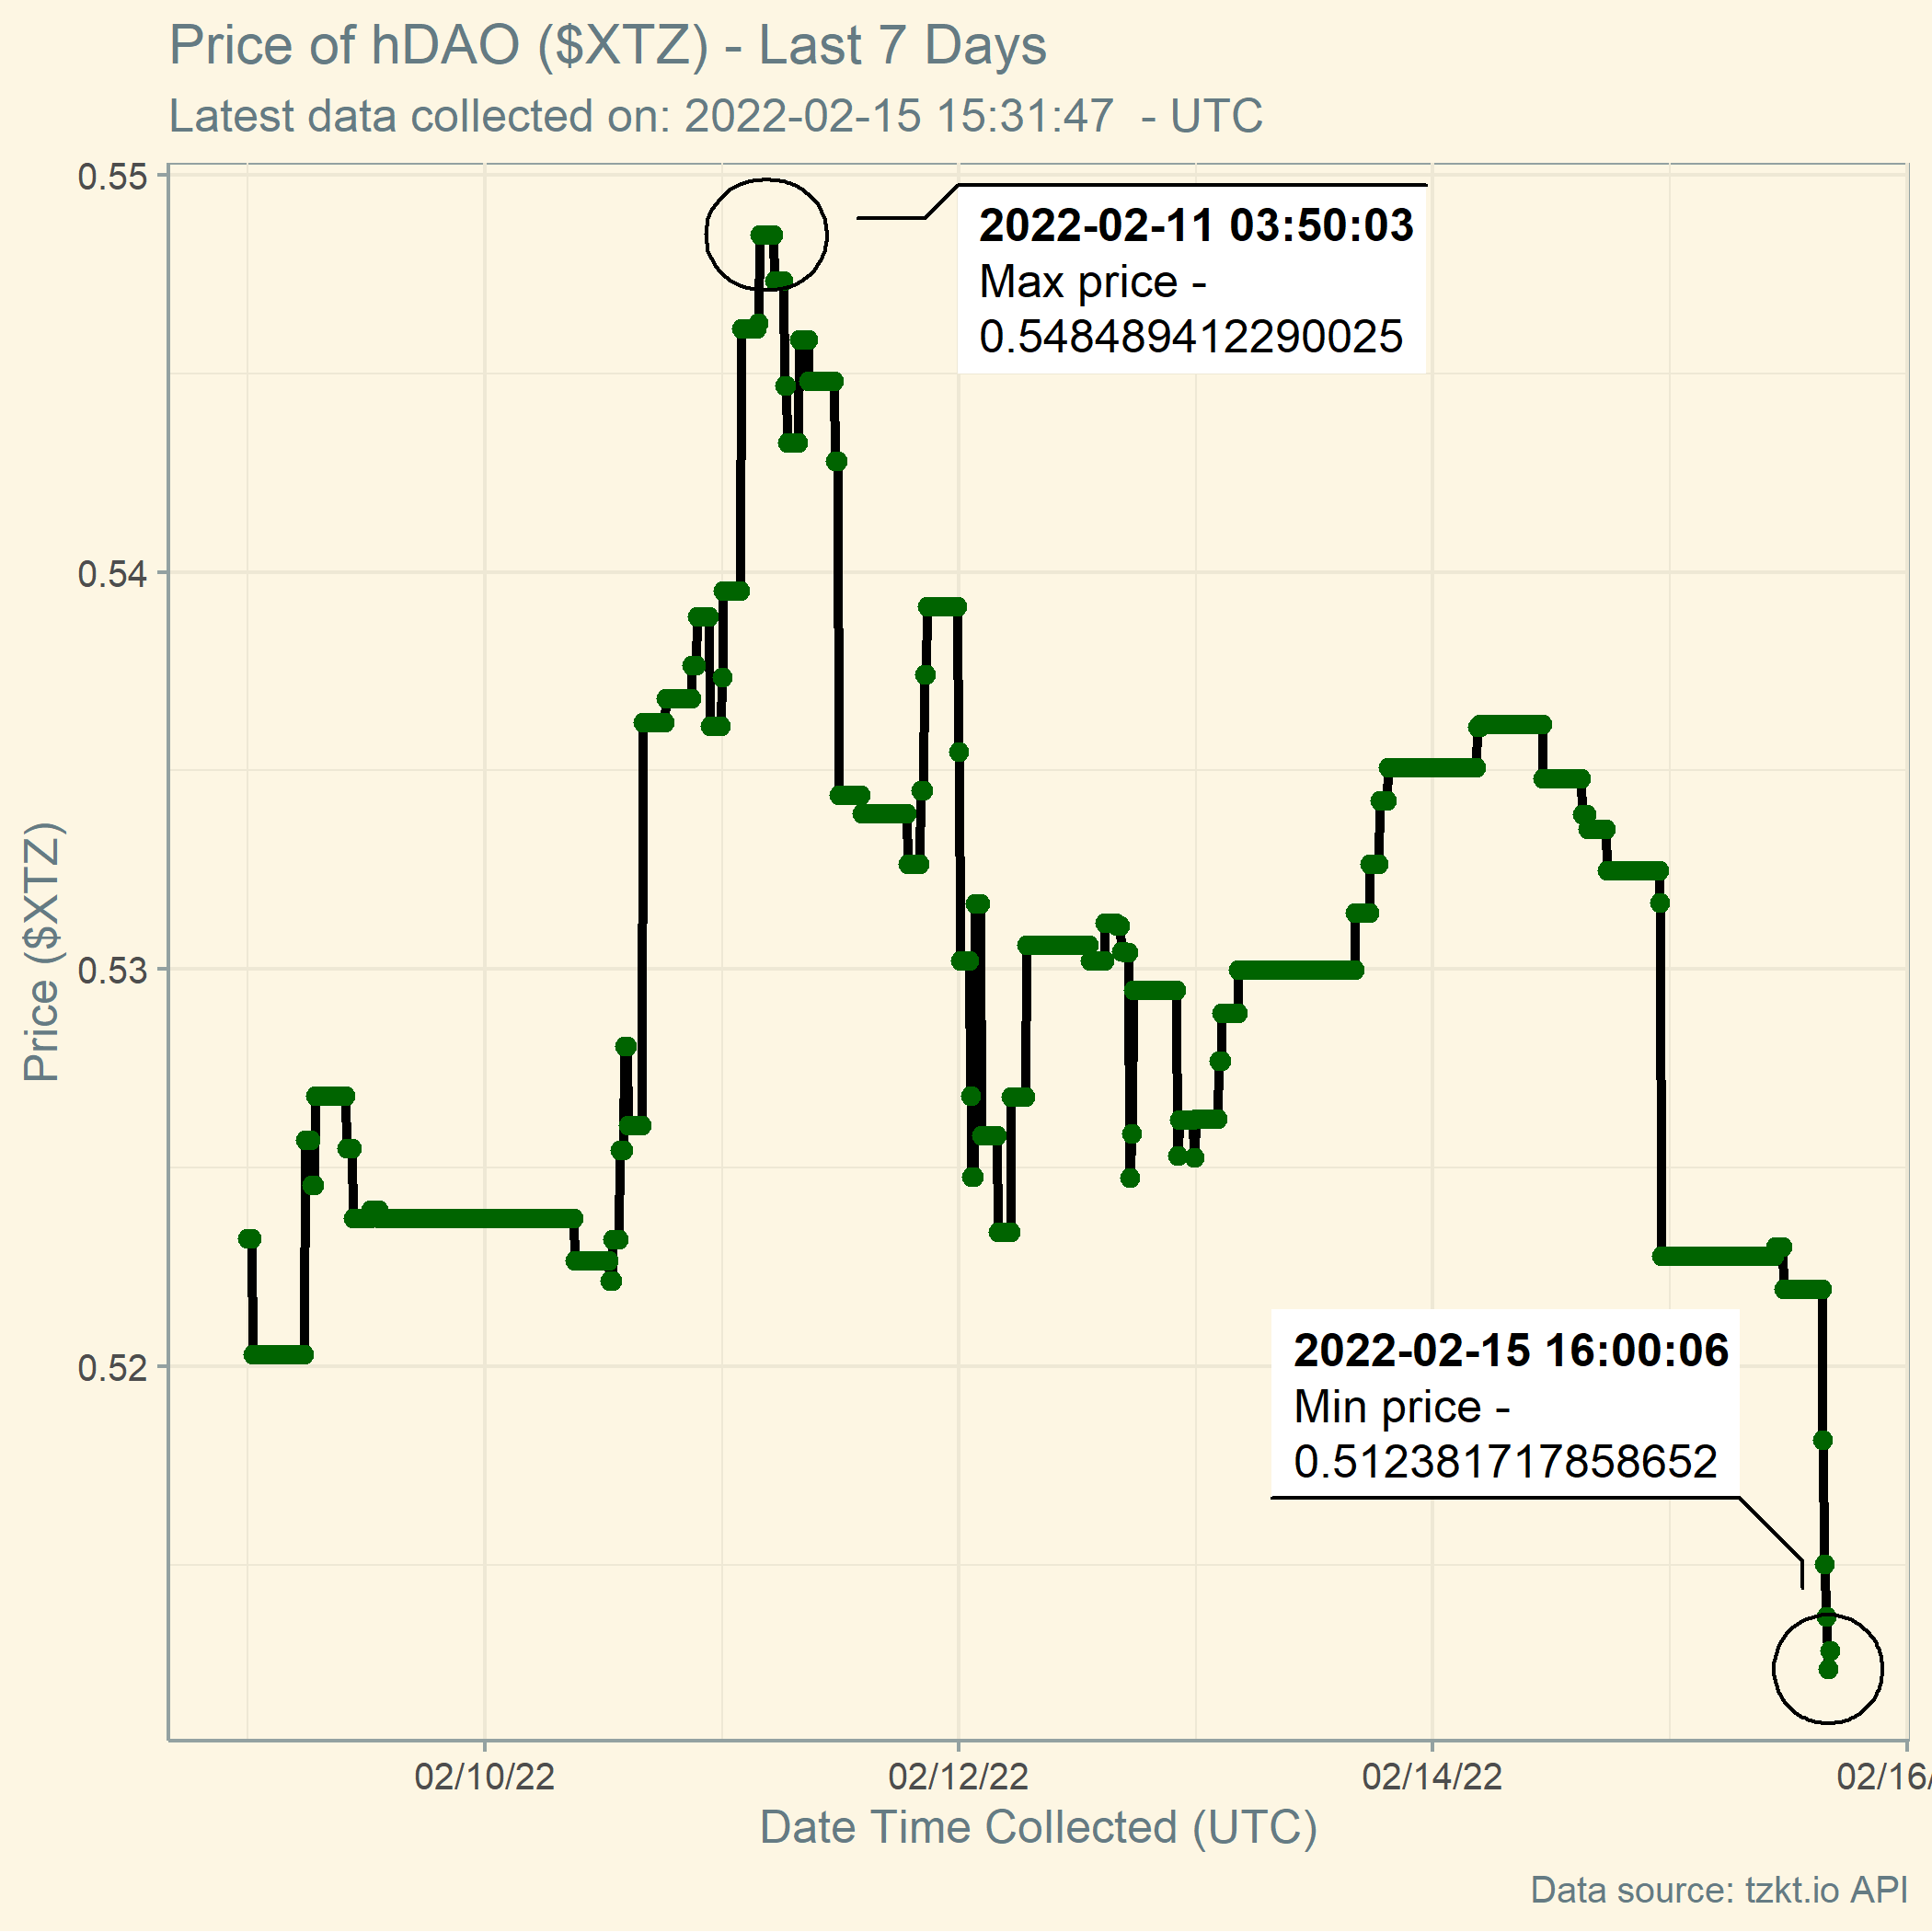 Price of hDAO ($XTZ) - Last 7 Days
Latest data collected on: 2022-02-15 15:31:47  - UTC
0.55
0.54
0.53
0.52
Price ($XTZ)
2022-02-11 03:50:03
Max price -
0.548489412290025
2022-02-15 16:00:06
Min price -
0.512381717858652
02/10/22
02/12/22
02/14/22
02/16/
Date Time Collected (UTC)
Data source: tzkt.io API